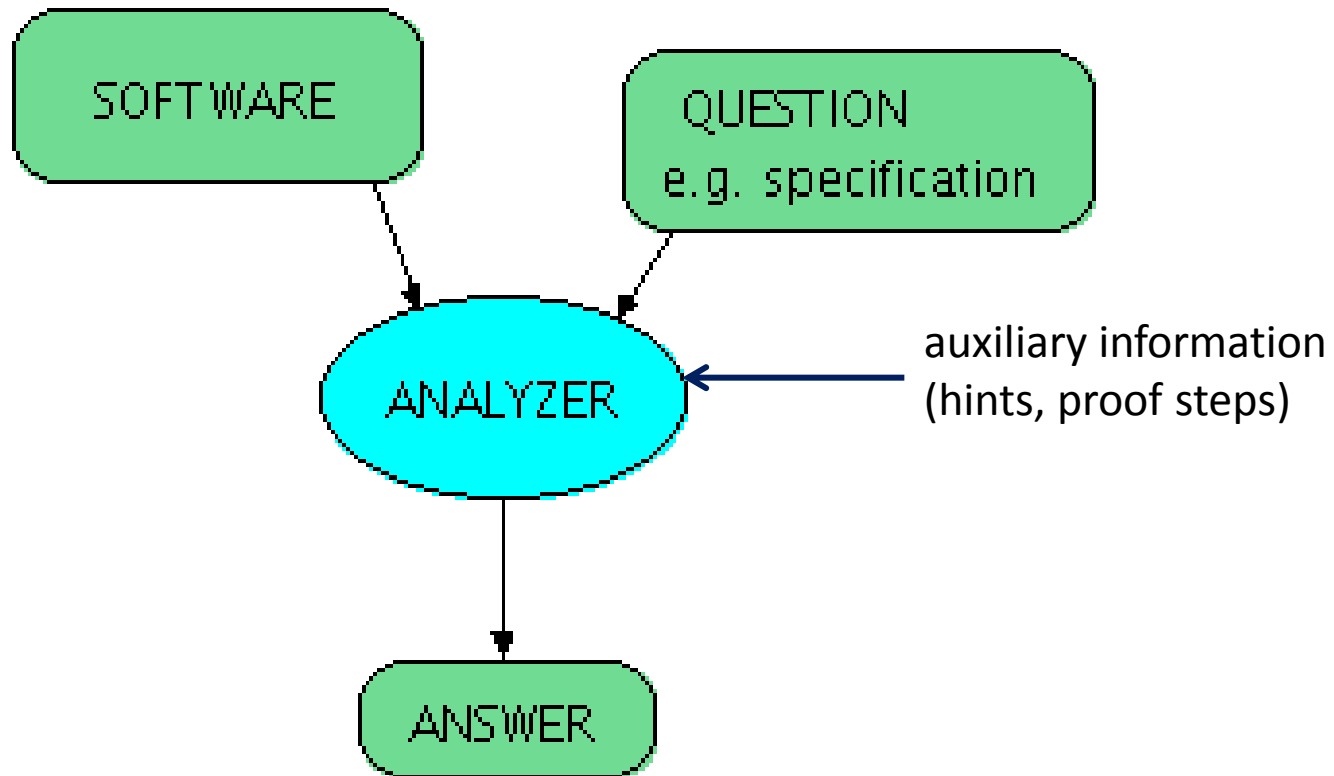 SOFTWARE
QUESTION
e.g. specification
ANALYZER
auxiliary information
(hints, proof steps)
ANSWER